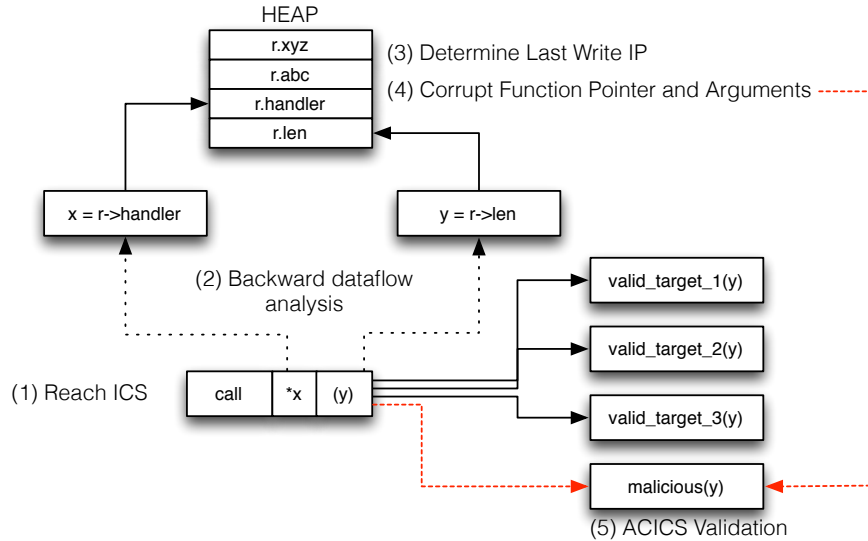 HEAP
r.xyz
(3) Determine Last Write IP
r.abc
(4) Corrupt Function Pointer and Arguments
r.handler
r.len
x = r->handler
y = r->len
(2) Backward dataflow
analysis
valid_target_1(y)
valid_target_2(y)
(1) Reach ICS
call
*x
(y)
valid_target_3(y)
malicious(y)
(5) ACICS Validation